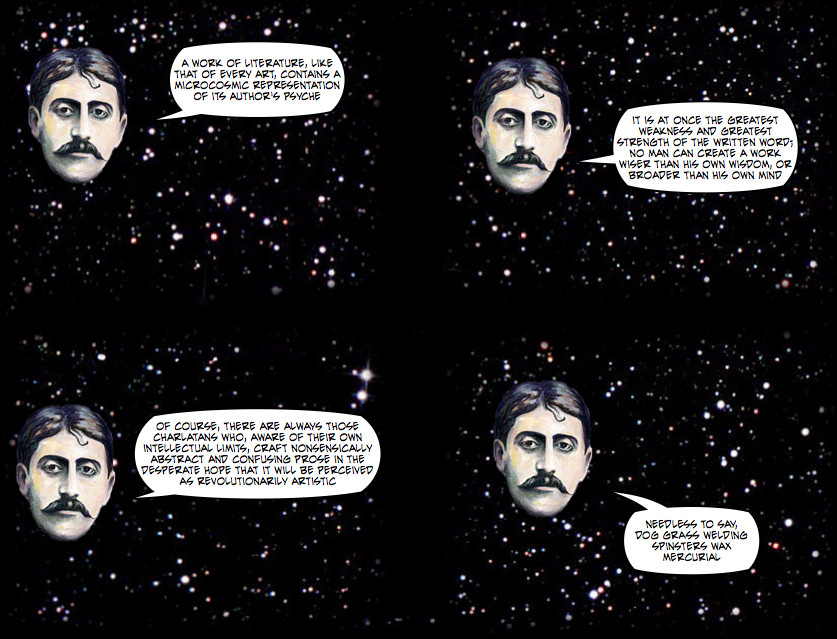 A WORK OF LITERATURE, LIKE
THAT OF EVERY ART, CONTAINS A
MICROCOSMIC REPRESENTATION
OF ITS AUTHOR'S PSYCHE
IT IS AT ONCE THE GREATEST
WEAKNESS AND GREATEST
STRENGTH OF THE WRITTEN WORD;
NO MAN CAN CREATE A WORK
WISER THAN HIS OWN WISDOM, OR
BROADER THAN HIS OWN MIND
OF COURSE, THERE ARE ALWAYS THOSE
CHARLATANS WHO, AWARE OF THEIR OWN
INTELLECTUAL LIMITS, CRAFT NONSENSICALLY
ABSTRACT AND CONFUSING PROSE IN THE
DESPERATE HOPE THAT IT WILL BE PERCEIVED
AS REVOLUTIONARILY ARTISTIC
NEEDLESS TO SAY,
DOG GRASS WELDING
SPINSTERS WAX
MERCURIAL